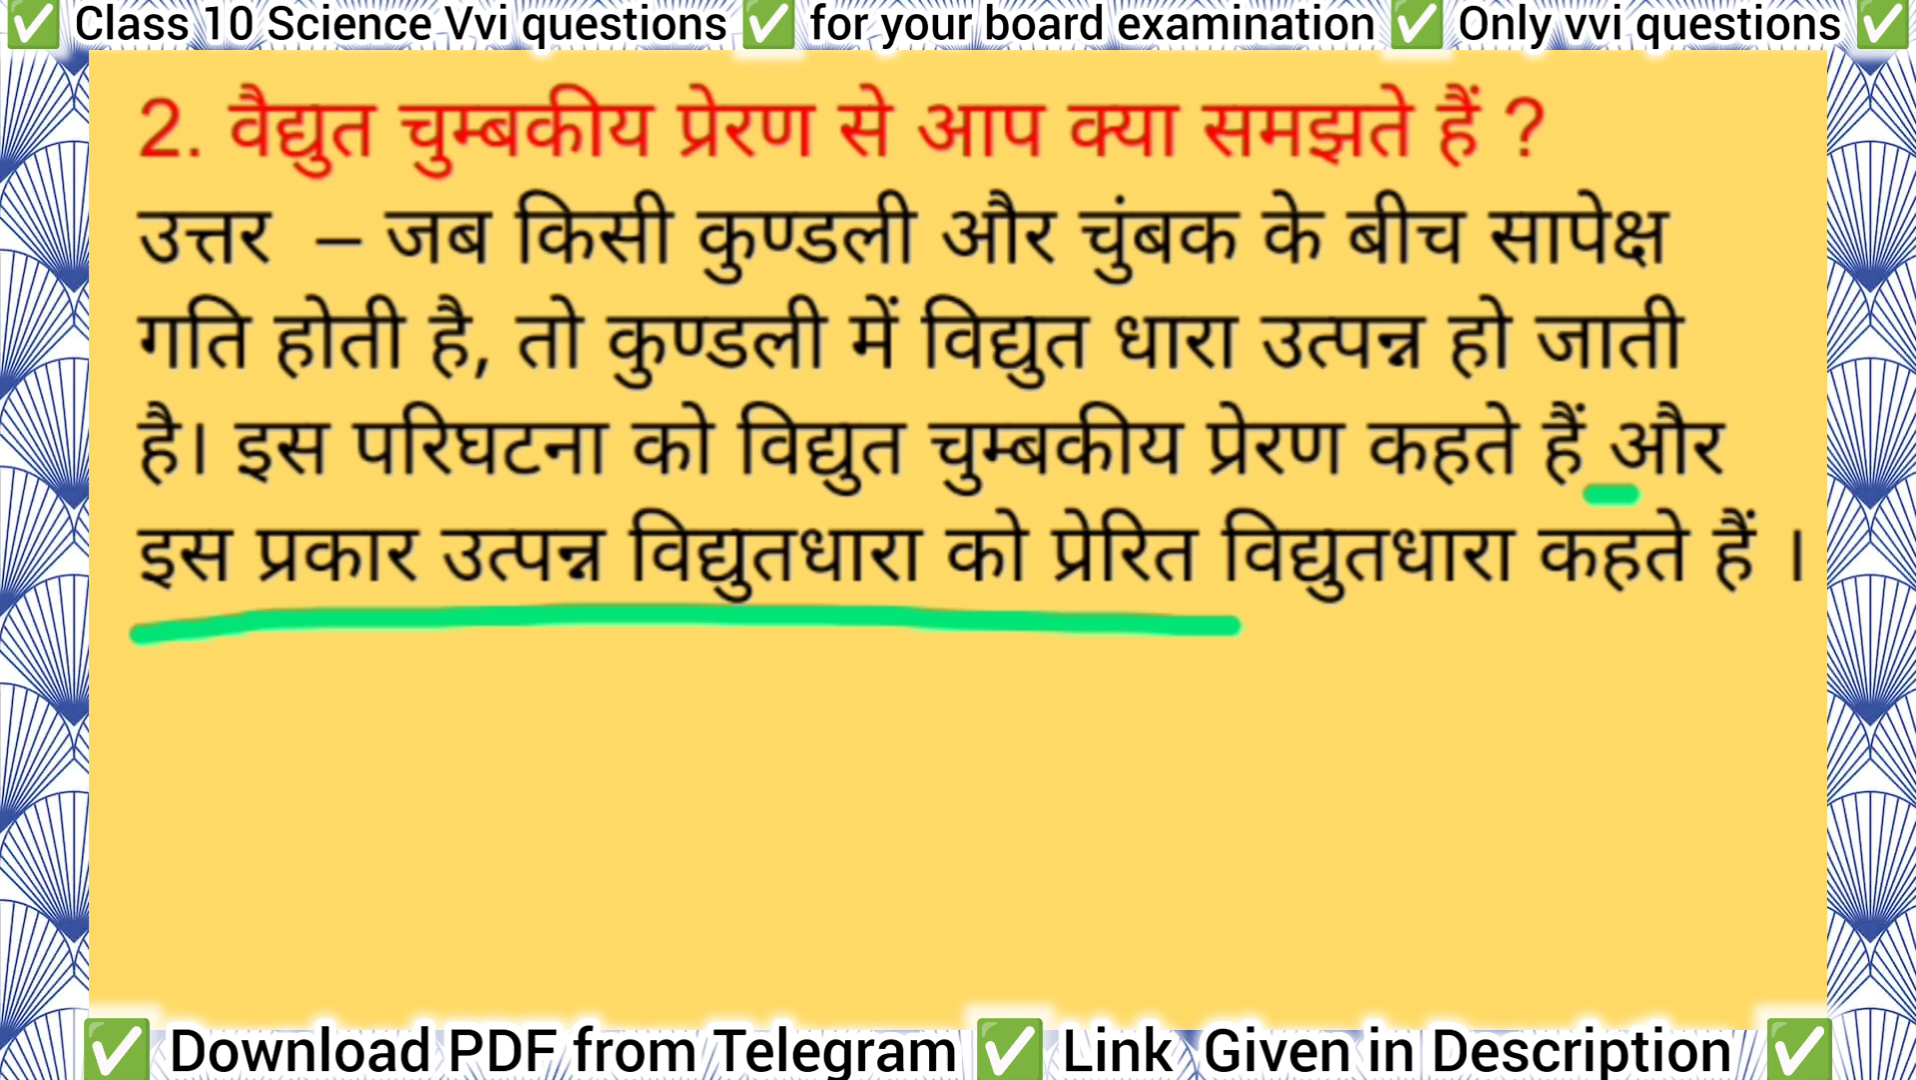 ✅ Class 10 Science Vvi questions ✅ for your board examination ✅ Only vvi questions ✅
2. वैद्युत चुम्बकीय प्रेरण से आप क्या समझते हैं ?
उत्तर – जब किसी कुण्डली और चुंबक के बीच सापेक्ष
गति होती है, तो कुण्डली में विद्युत धारा उत्पन्न हो जाती
है। इस परिघटना को विद्युत चुम्बकीय प्रेरण कहते हैं और
इस प्रकार उत्पन्न विद्युतधारा को प्रेरित विद्युतधारा कहते हैं ।
✅ Download PDF from Telegram ✅ Link Given in Description ✅